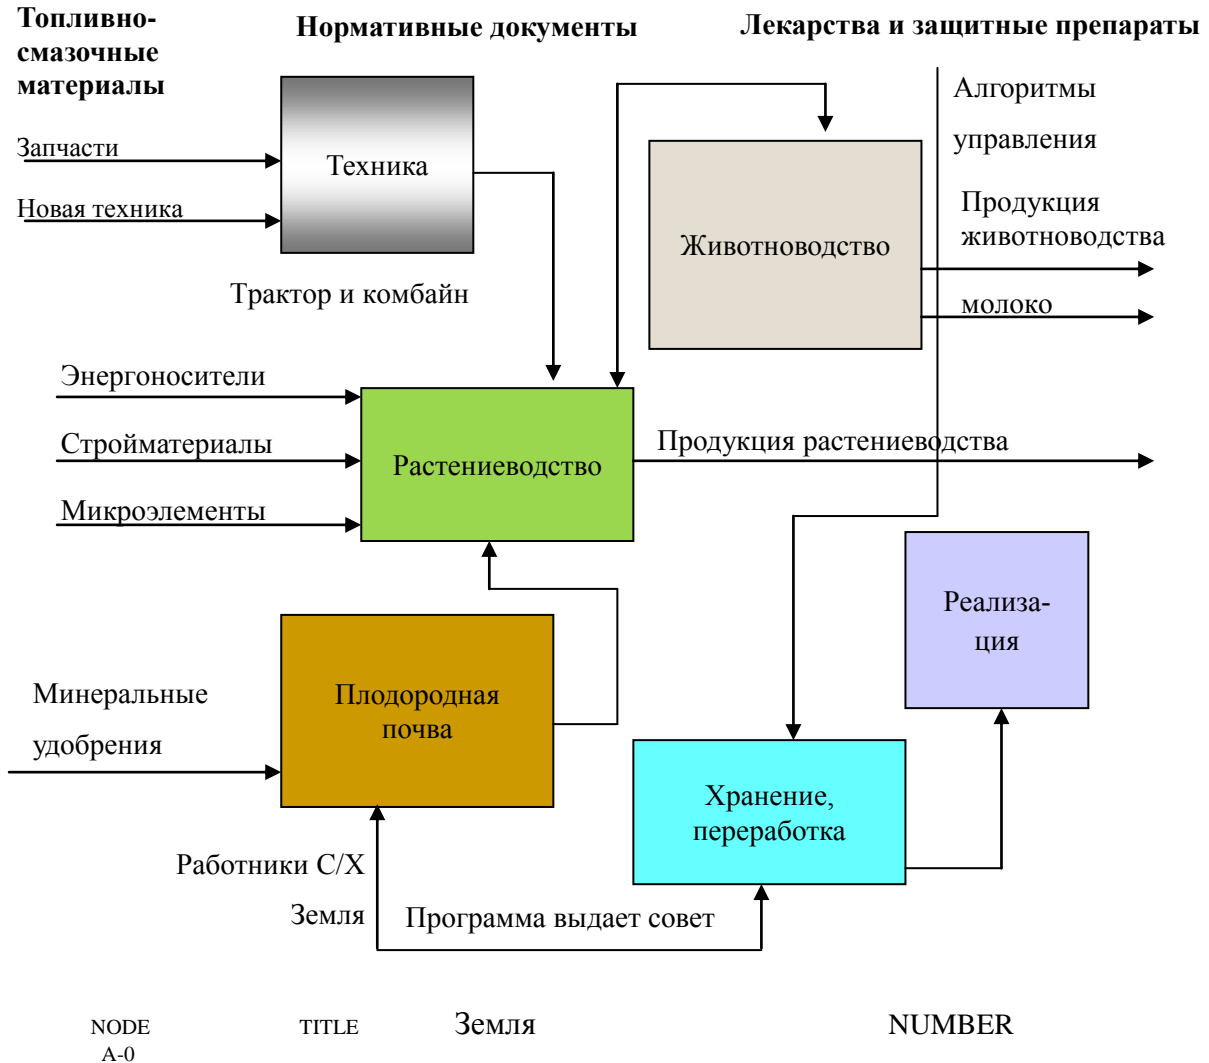 Топливно-
смазочные
материалы
Нормативные документы
Лекарства и защитные препараты
Алгоритмы
управления
Запчасти
Техника
Новая техника
Продукция
животноводства
Животноводство
Трактор и комбайн
молоко
Энергоносители
Стройматериалы
Продукция растениеводства
Растениеводство
Микроэлементы
Реализа-
ция
Минеральные
удобрения
Плодородная
почва
Хранение,
переработка
Работники С/Х
Земля
Программа выдает совет
NODE
A-0
TITLE
Земля
NUMBER